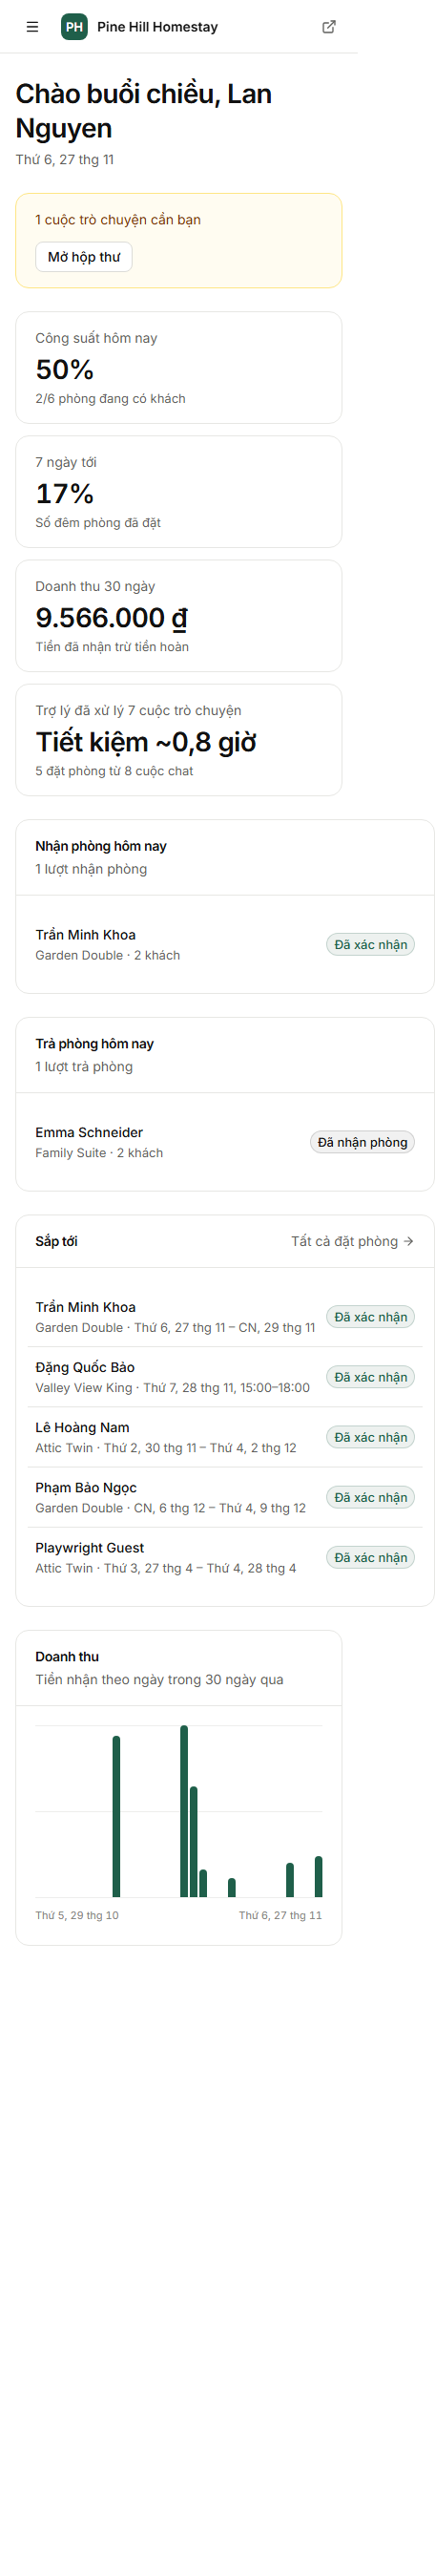 PH Pine Hill Homestay
Chào buổi chiều, Lan
Nguyen
Thứ 6, 27 thg 11
1 cuộc trò chuyện cần bạn
Mở hộp thư
Công suất hôm nay
50%
2/6 phòng đang có khách
7 ngày tới
17%
Số đêm phòng đã đặt
Doanh thu 30 ngày
9.566.000 ₫
Tiền đã nhận trừ tiền hoàn
Trợ lý đã xử lý 7 cuộc trò chuyện
Tiết kiệm ~0,8 giờ
5 đặt phòng từ 8 cuộc chat
Nhận phòng hôm nay
1 lượt nhận phòng
Trần Minh Khoa
Garden Double · 2 khách
Đã xác nhận
Trả phòng hôm nay
1 lượt trả phòng
Emma Schneider
Family Suite · 2 khách
Đã nhận phòng
Sắp tới
Tất cả đặt phòng →
Trần Minh Khoa
Garden Double · Thứ 6, 27 thg 11 – CN, 29 thg 11
Đã xác nhận
Đặng Quốc Bảo
Valley View King · Thứ 7, 28 thg 11, 15:00–18:00
Đã xác nhận
Lê Hoàng Nam
Attic Twin · Thứ 2, 30 thg 11 – Thứ 4, 2 thg 12
Đã xác nhận
Phạm Bảo Ngọc
Garden Double · CN, 6 thg 12 – Thứ 4, 9 thg 12
Đã xác nhận
Playwright Guest
Attic Twin · Thứ 3, 27 thg 4 – Thứ 4, 28 thg 4
Đã xác nhận
Doanh thu
Tiền nhận theo ngày trong 30 ngày qua
Thứ 5, 29 thg 10
Thứ 6, 27 thg 11